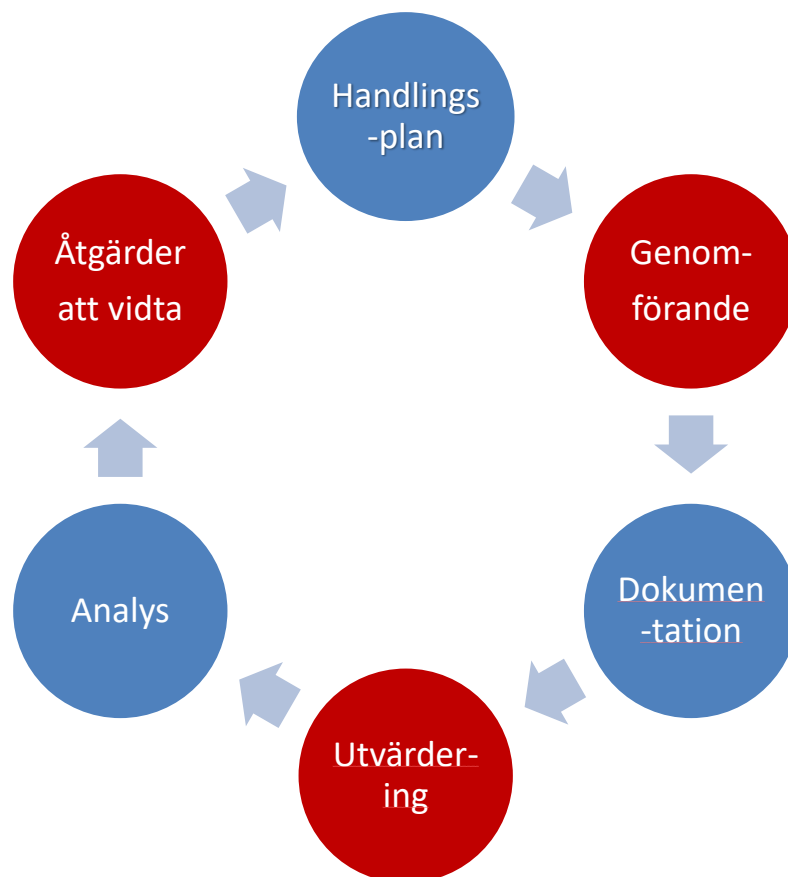 Handlings
-plan
Genom-
förande
Dokumen
-tation
Utvärder-
ing
Analys
Åtgärder
att vidta